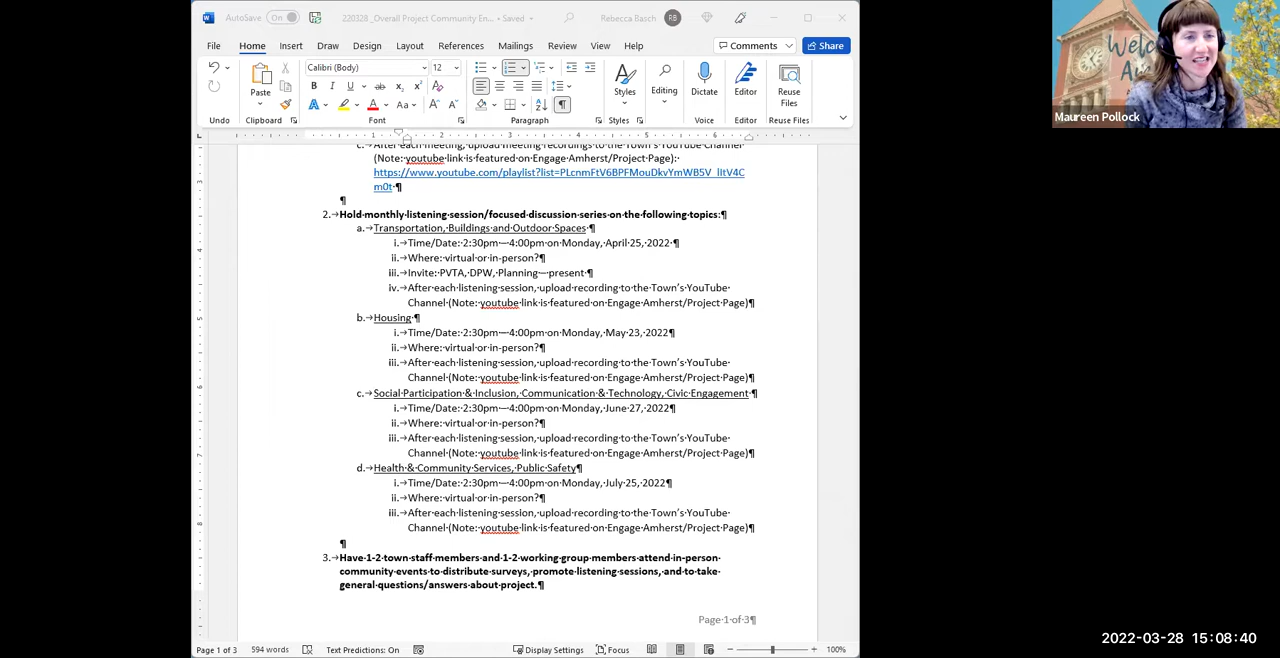 AutoSave On 220328 _Overall Project Community En... • Saved Rebecca Basch RB
File Home Insert Draw Design Layout References Mailings Review View Help Comments Share
Calibri (Body) 12
Paste Styles Editing Dictate Editor Reuse Files
Undo Clipboard Font Paragraph Styles Voice Editor Reuse Files
c. After each meeting, upload meeting recordings to the Town's YouTube Channel
(Note: youtube link is featured on Engage Amherst/Project Page):
https://www.youtube.com/playlist?list=PLcnmFtV6BPFMouDkvYmWB5V_lItV4C
m0t
2. Hold monthly listening session/focused discussion series on the following topics:
a. Transportation, Buildings and Outdoor Spaces
i. Time/Date: 2:30pm – 4:00pm on Monday, April 25, 2022
ii. Where: virtual or in-person?
iii. Invite: PVTA, DPW, Planning – present
iv. After each listening session, upload recording to the Town's YouTube
Channel (Note: youtube link is featured on Engage Amherst/Project Page)
b. Housing
i. Time/Date: 2:30pm – 4:00pm on Monday, May 23, 2022
ii. Where: virtual or in-person?
iii. After each listening session, upload recording to the Town's YouTube
Channel (Note: youtube link is featured on Engage Amherst/Project Page)
c. Social Participation & Inclusion, Communication & Technology, Civic Engagement
i. Time/Date: 2:30pm – 4:00pm on Monday, June 27, 2022
ii. Where: virtual or in-person?
iii. After each listening session, upload recording to the Town's YouTube
Channel (Note: youtube link is featured on Engage Amherst/Project Page)
d. Health & Community Services, Public Safety
i. Time/Date: 2:30pm – 4:00pm on Monday, July 25, 2022
ii. Where: virtual or in-person?
iii. After each listening session, upload recording to the Town's YouTube
Channel (Note: youtube link is featured on Engage Amherst/Project Page)
3. Have 1-2 town staff members and 1-2 working group members attend in-person
community events to distribute surveys, promote listening sessions, and to take
general questions/answers about project.
Page 1 of 3
Page 1 of 3 594 words Text Predictions: On Display Settings Focus 100%
Maureen Pollock
2022-03-28 15:08:40